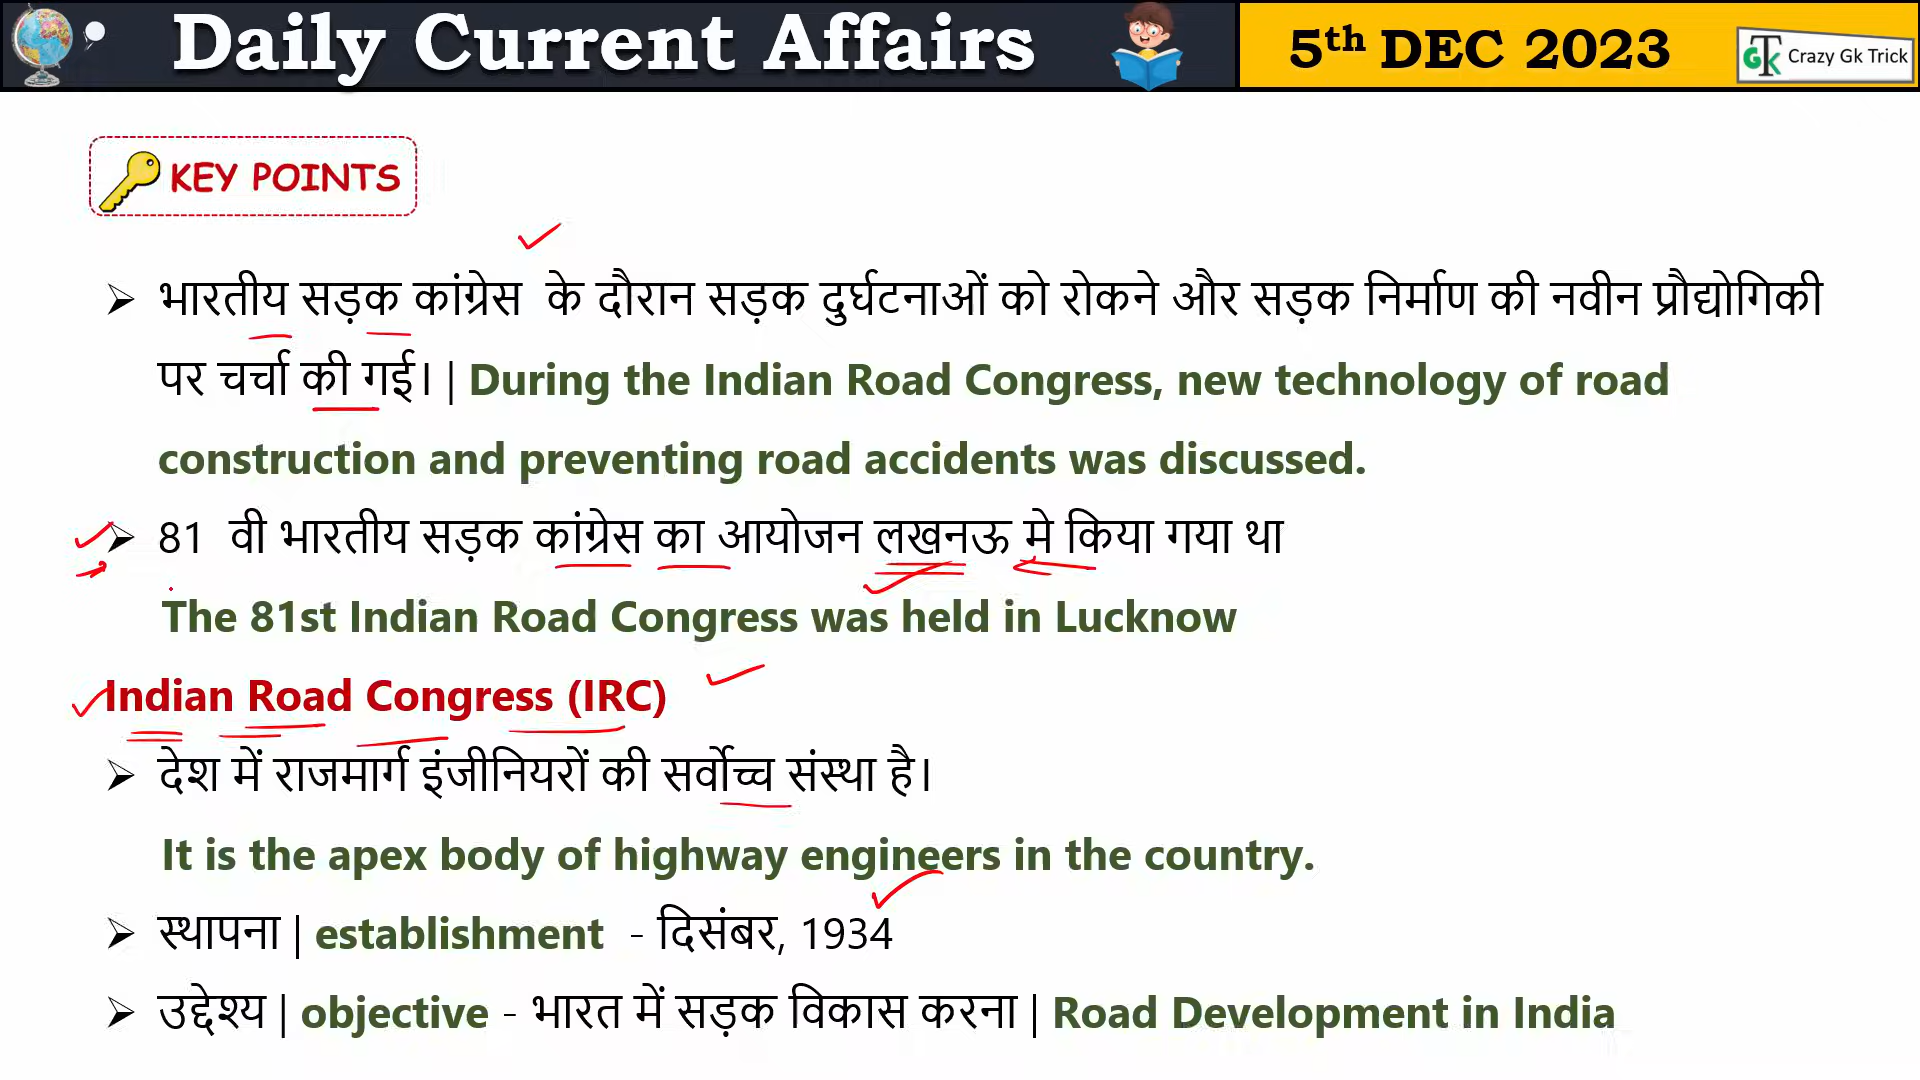 Daily Current Affairs
5th DEC 2023
GTK Crazy Gk Trick
KEY POINTS
➢ भारतीय सड़क कांग्रेस के दौरान सड़क दुर्घटनाओं को रोकने और सड़क निर्माण की नवीन प्रौद्योगिकी
पर चर्चा की गई। | During the Indian Road Congress, new technology of road
construction and preventing road accidents was discussed.
➢ 81 वी भारतीय सड़क कांग्रेस का आयोजन लखनऊ मे किया गया था
The 81st Indian Road Congress was held in Lucknow
Indian Road Congress (IRC)
➢ देश में राजमार्ग इंजीनियरों की सर्वोच्च संस्था है।
It is the apex body of highway engineers in the country.
➢ स्थापना | establishment - दिसंबर, 1934
➢ उद्देश्य | objective - भारत में सड़क विकास करना | Road Development in India